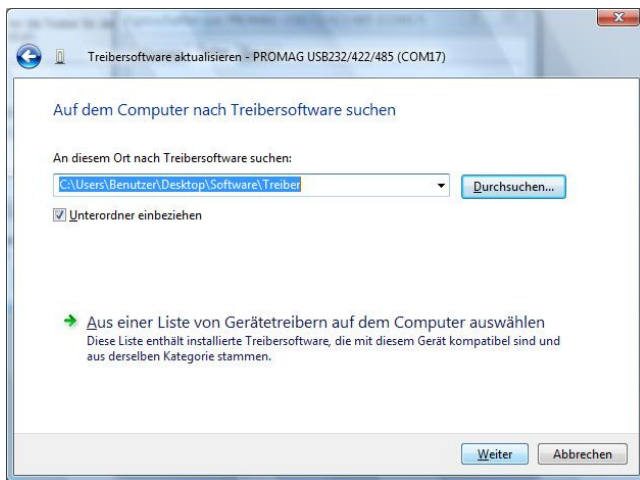 Treibersoftware aktualisieren - PROMAG USB232/422/485 (COM17)
Auf dem Computer nach Treibersoftware suchen
An diesem Ort nach Treibersoftware suchen:
C:\Users\Benutzer\Desktop\Software\Treiber
Durchsuchen...
Unterordner einbeziehen
Aus einer Liste von Gerätetreibern auf dem Computer auswählen
Diese Liste enthält installierte Treibersoftware, die mit diesem Gerät kompatibel sind und
aus derselben Kategorie stammen.
Weiter
Abbrechen